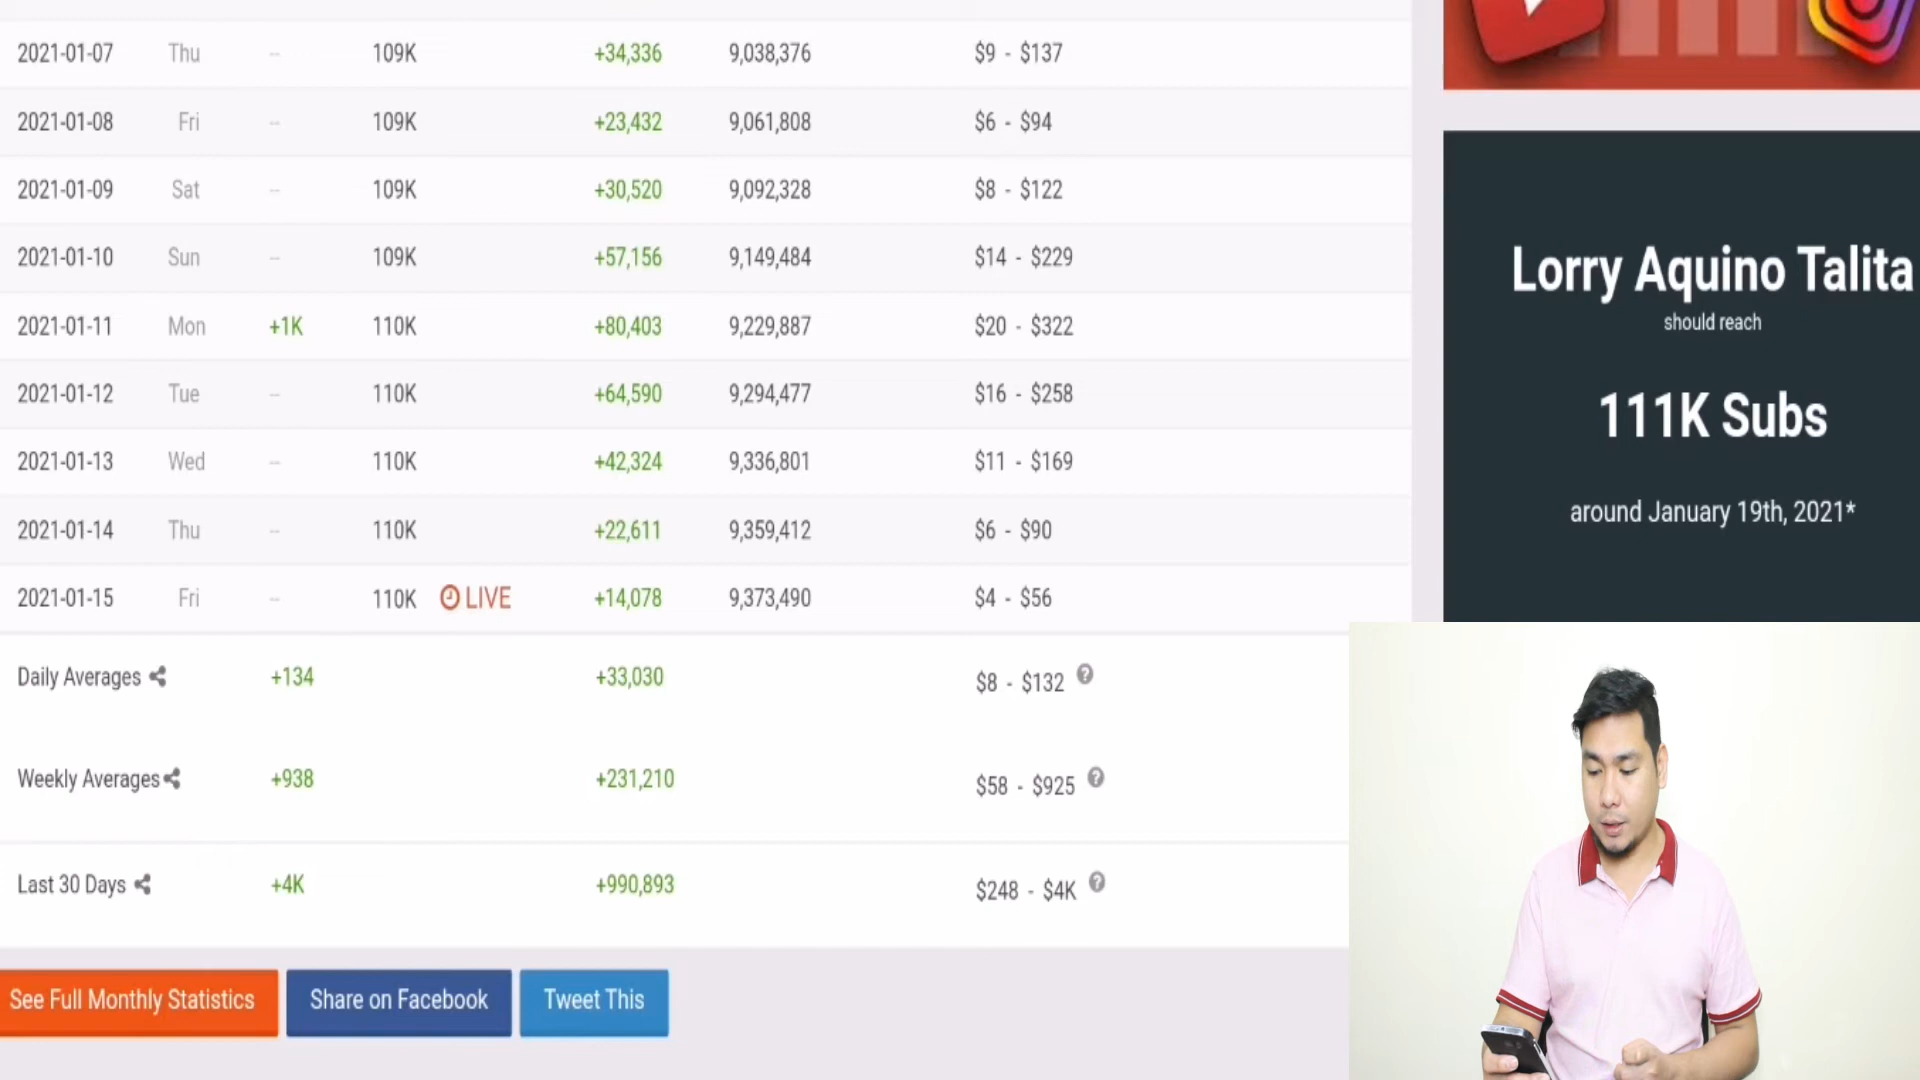 2021-01-07 Thu -- 109K +34,336 9,038,376 $9 - $137
2021-01-08 Fri -- 109K +23,432 9,061,808 $6 - $94
2021-01-09 Sat -- 109K +30,520 9,092,328 $8 - $122
2021-01-10 Sun -- 109K +57,156 9,149,484 $14 - $229
2021-01-11 Mon +1K 110K +80,403 9,229,887 $20 - $322
2021-01-12 Tue -- 110K +64,590 9,294,477 $16 - $258
2021-01-13 Wed -- 110K +42,324 9,336,801 $11 - $169
2021-01-14 Thu -- 110K +22,611 9,359,412 $6 - $90
2021-01-15 Fri -- 110K LIVE +14,078 9,373,490 $4 - $56
Daily Averages +134 +33,030 $8 - $132 ?
Weekly Averages +938 +231,210 $58 - $925 ?
Last 30 Days +4K +990,893 $248 - $4K ?
See Full Monthly Statistics
Share on Facebook
Tweet This
Lorry Aquino Talita
should reach
111K Subs
around January 19th, 2021*